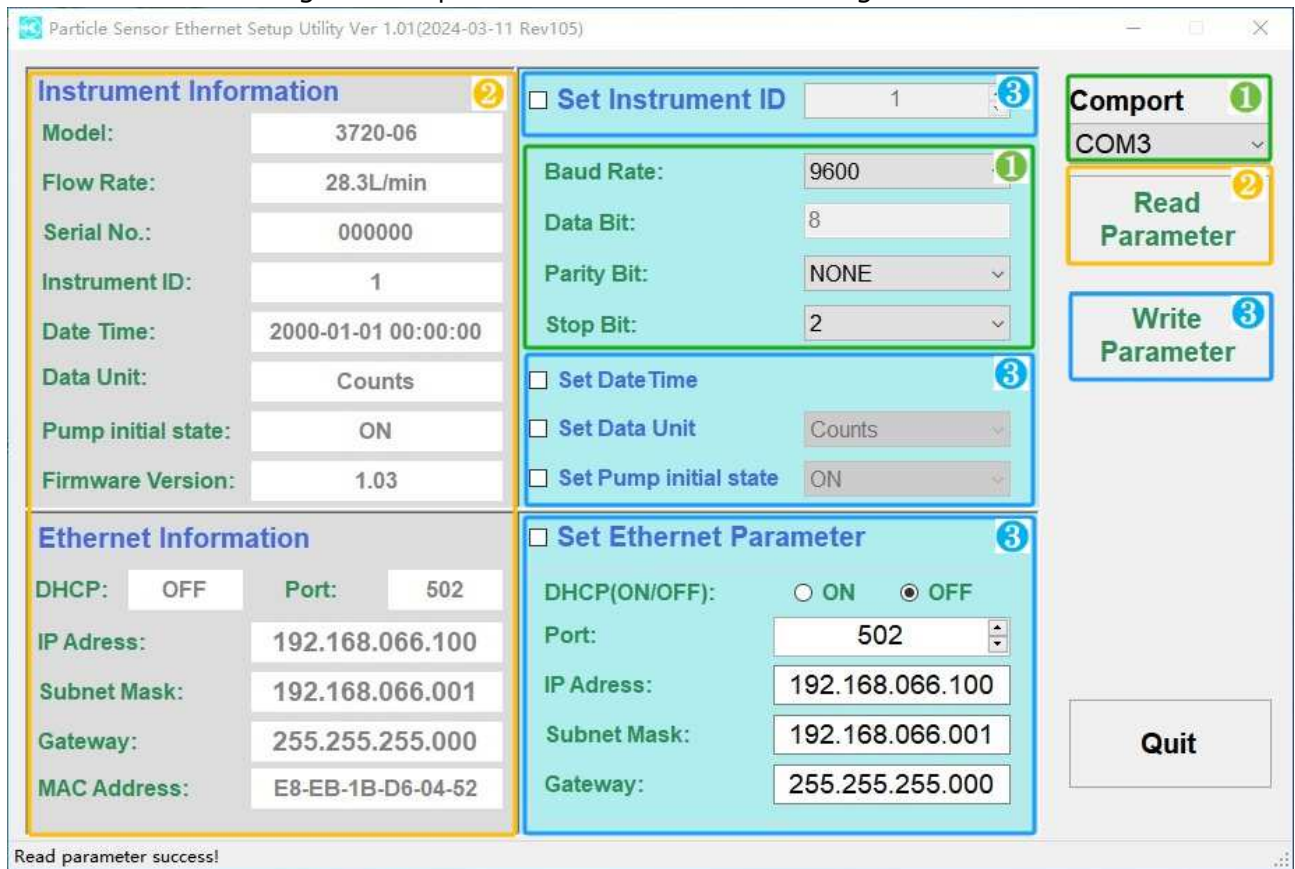 Particle Sensor Ethernet Setup Utility Ver 1.01(2024-03-11 Rev105)
Instrument Information 2
Model: 3720-06
Flow Rate: 28.3L/min
Serial No.: 000000
Instrument ID: 1
Date Time: 2000-01-01 00:00:00
Data Unit: Counts
Pump initial state: ON
Firmware Version: 1.03
Ethernet Information
DHCP: OFF Port: 502
IP Adress: 192.168.066.100
Subnet Mask: 192.168.066.001
Gateway: 255.255.255.000
MAC Address: E8-EB-1B-D6-04-52
Set Instrument ID 1 3
Baud Rate: 9600 1
Data Bit: 8
Parity Bit: NONE
Stop Bit: 2
Set DateTime 3
Set Data Unit Counts
Set Pump initial state ON
Set Ethernet Parameter 3
DHCP(ON/OFF): ON OFF
Port: 502
IP Adress: 192.168.066.100
Subnet Mask: 192.168.066.001
Gateway: 255.255.255.000
Comport 1
COM3
Read 2
Parameter
Write 3
Parameter
Quit
Read parameter success!